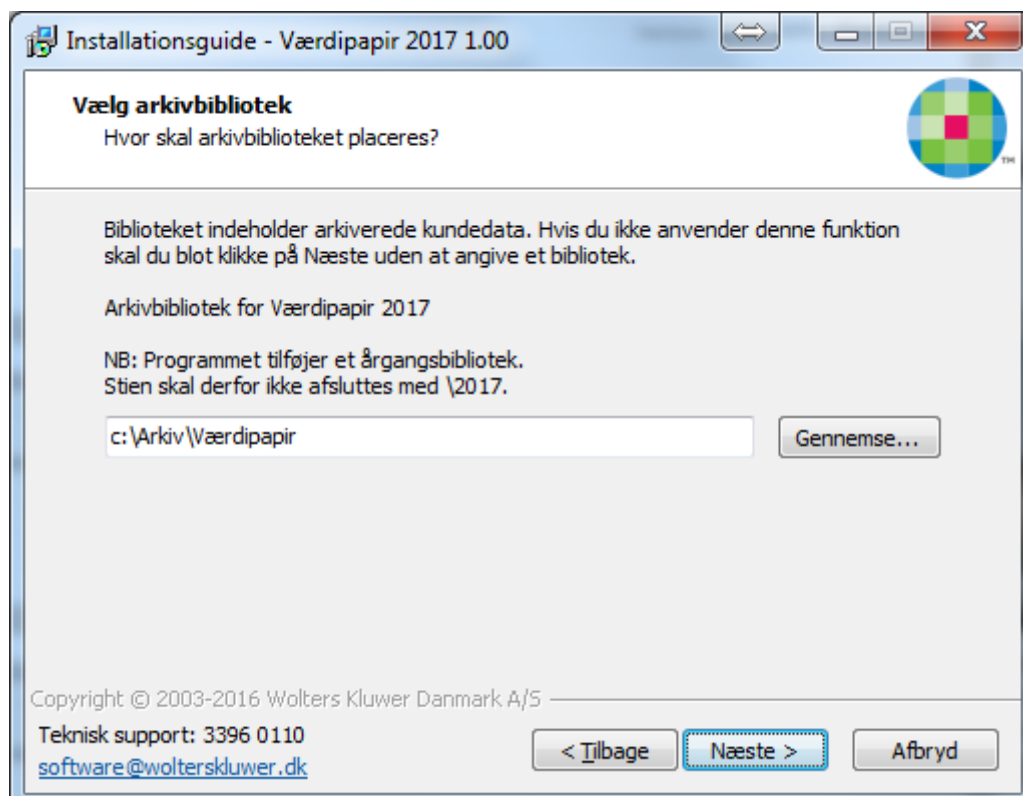 Installationsguide - Værdipapir 2017 1.00
Vælg arkivbibliotek
Hvor skal arkivbiblioteket placeres?
TM
Biblioteket indeholder arkiverede kundedata. Hvis du ikke anvender denne funktion
skal du blot klikke på Næste uden at angive et bibliotek.
Arkivbibliotek for Værdipapir 2017
NB: Programmet tilføjer et årgangsbibliotek.
Stien skal derfor ikke afsluttes med \2017.
c:\Arkiv\Værdipapir
Gennemse...
Copyright © 2003-2016 Wolters Kluwer Danmark A/S
Teknisk support: 3396 0110
software@wolterskluwer.dk
< Tilbage
Næste >
Afbryd